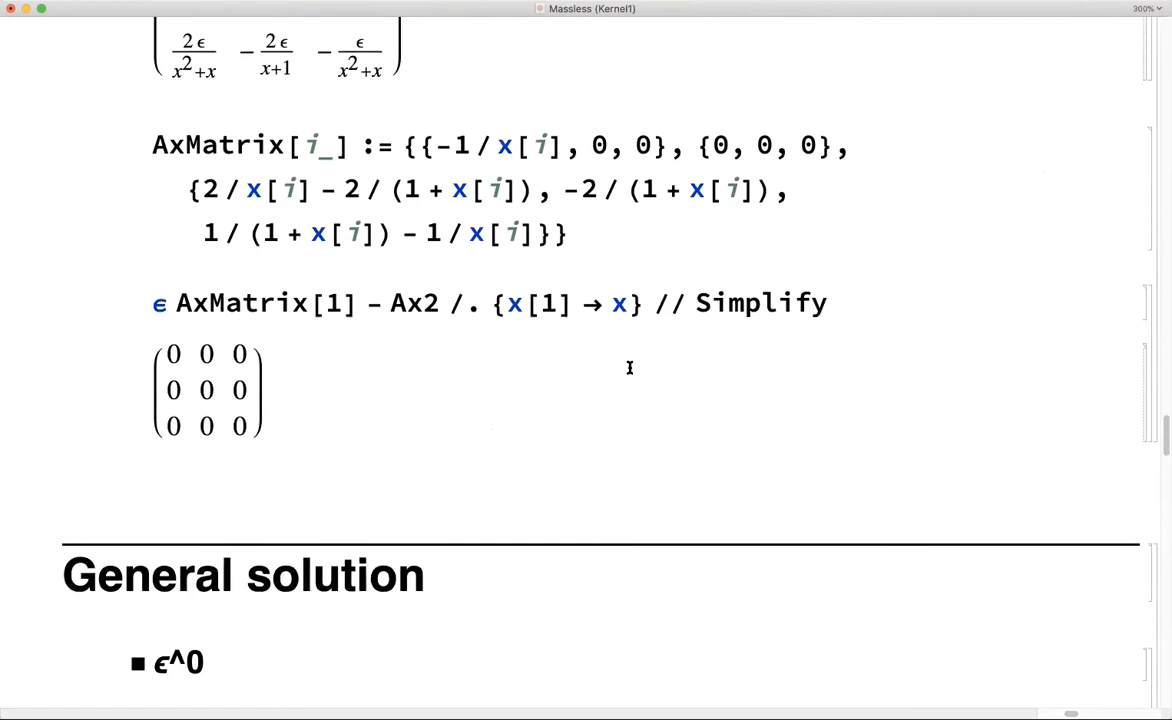 Massless (Kernel1)
300%
2 ϵ/(x^2+x) - 2 ϵ/(x+1) - ϵ/(x^2+x)
AxMatrix[i_] := {{-1/x[i], 0, 0}, {0, 0, 0},
{2/x[i] - 2/(1 + x[i]), -2/(1 + x[i]),
1/(1 + x[i]) - 1/x[i]}}
ϵ AxMatrix[1] - Ax2 /. {x[1] → x} // Simplify
0 0 0
0 0 0
0 0 0
General solution
■ ϵ^0